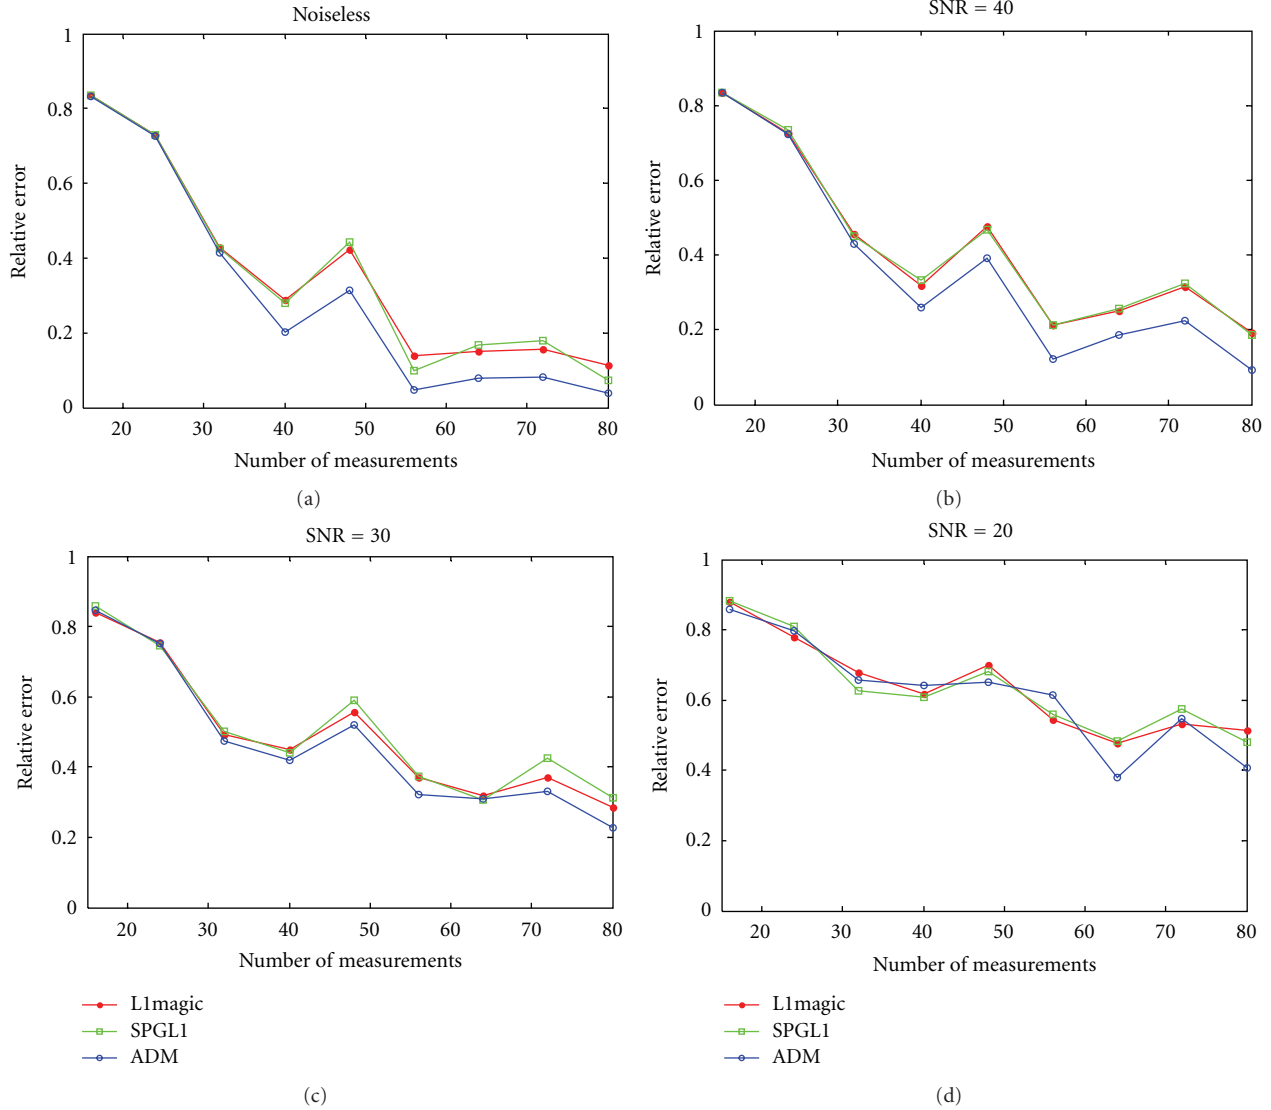 Noiseless
1
0.8
0.6
0.4
0.2
0
Relative error
20 30 40 50 60 70 80
Number of measurements
(a)
SNR = 40
1
0.8
0.6
0.4
0.2
0
Relative error
20 30 40 50 60 70 80
Number of measurements
(b)
SNR = 30
1
0.8
0.6
0.4
0.2
0
Relative error
20 30 40 50 60 70 80
Number of measurements
L1magic
SPGL1
ADM
(c)
SNR = 20
1
0.8
0.6
0.4
0.2
0
Relative error
20 30 40 50 60 70 80
Number of measurements
L1magic
SPGL1
ADM
(d)